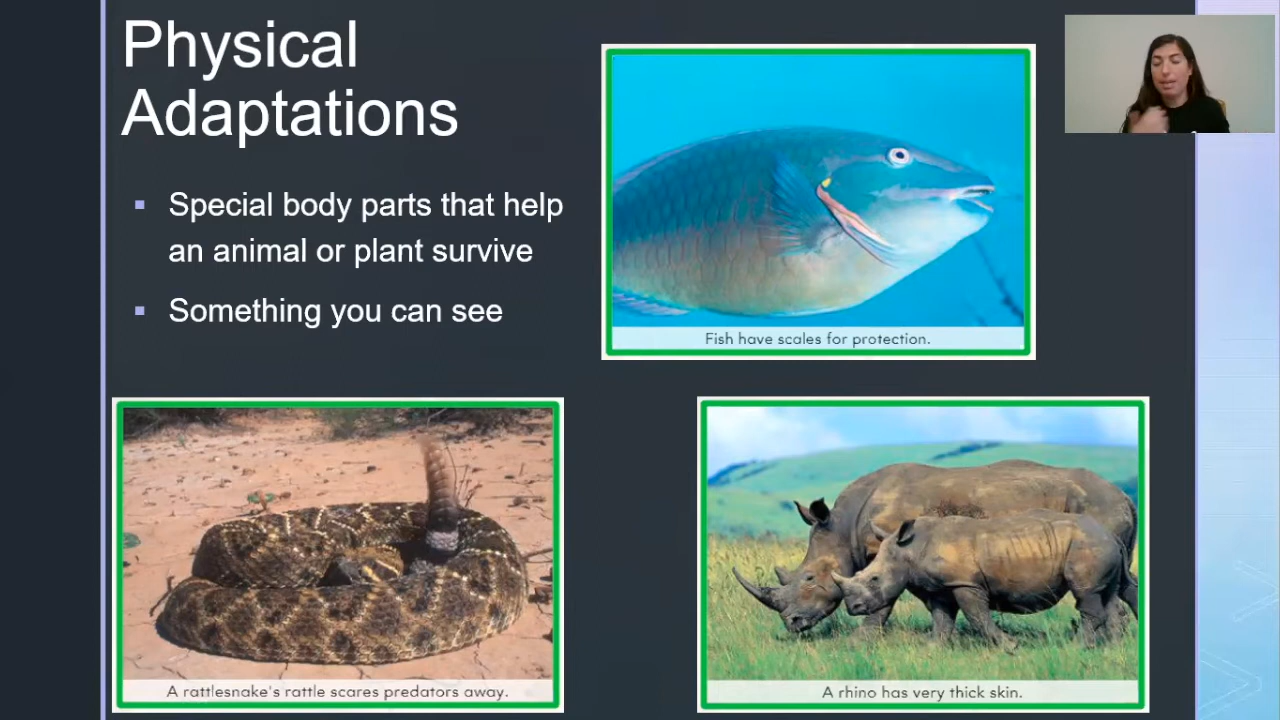 Physical
Adaptations
▪ Special body parts that help
an animal or plant survive
▪ Something you can see
Fish have scales for protection.
A rattlesnake's rattle scares predators away.
A rhino has very thick skin.